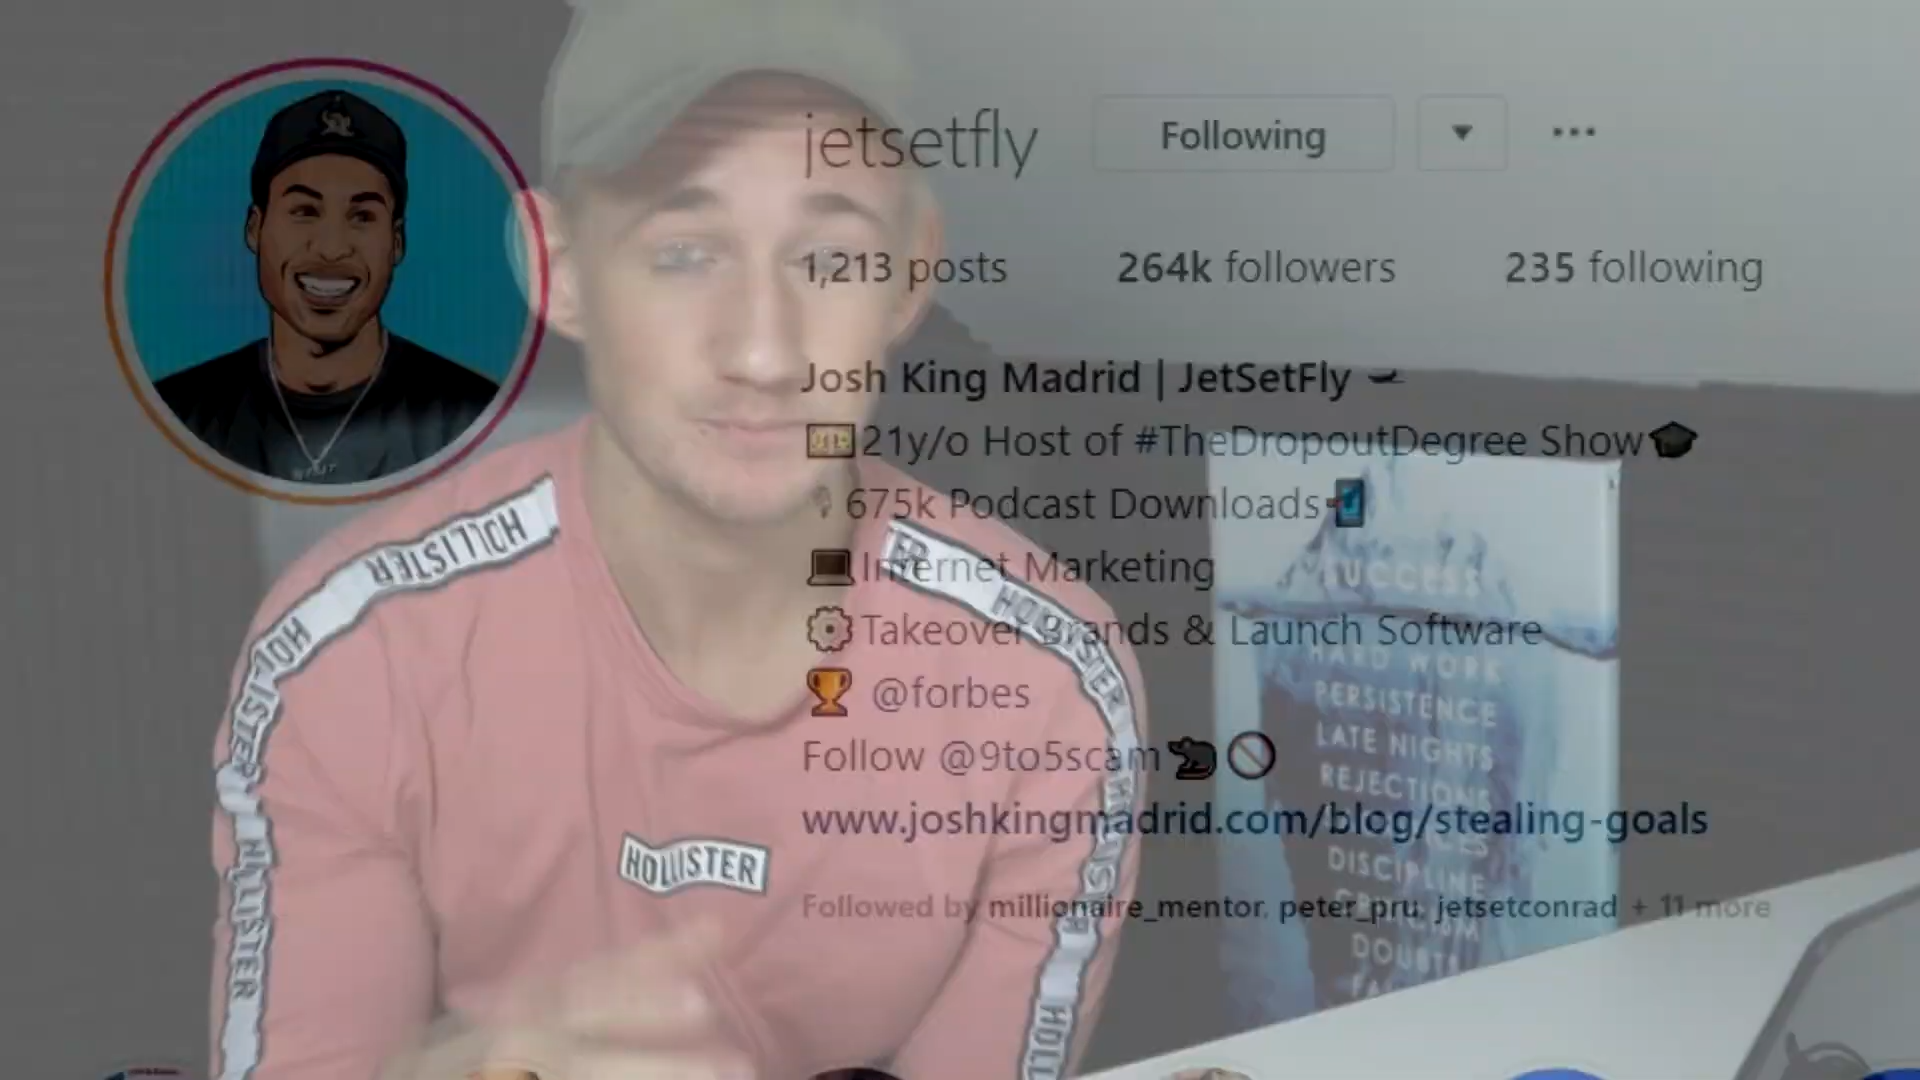 jetsetfly Following
1,213 posts 264k followers 235 following
Josh King Madrid | JetSetFly
21y/o Host of #TheDropoutDegree Show
675k Podcast Downloads
Internet Marketing
Takeover Brands & Launch Software
@forbes
Follow @9to5scam
www.joshkingmadrid.com/blog/stealing-goals
Followed by millionaire_mentor, peter_pru, jetsetconrad + 11 more
HOLLISTER
HOLLISTER
HOLLISTER
HOLLISTER
HOLLISTER
SUCCESS
HARD WORK
PERSISTENCE
LATE NIGHTS
REJECTIONS
DISCIPLINE
CRITICISM
DOUBTS